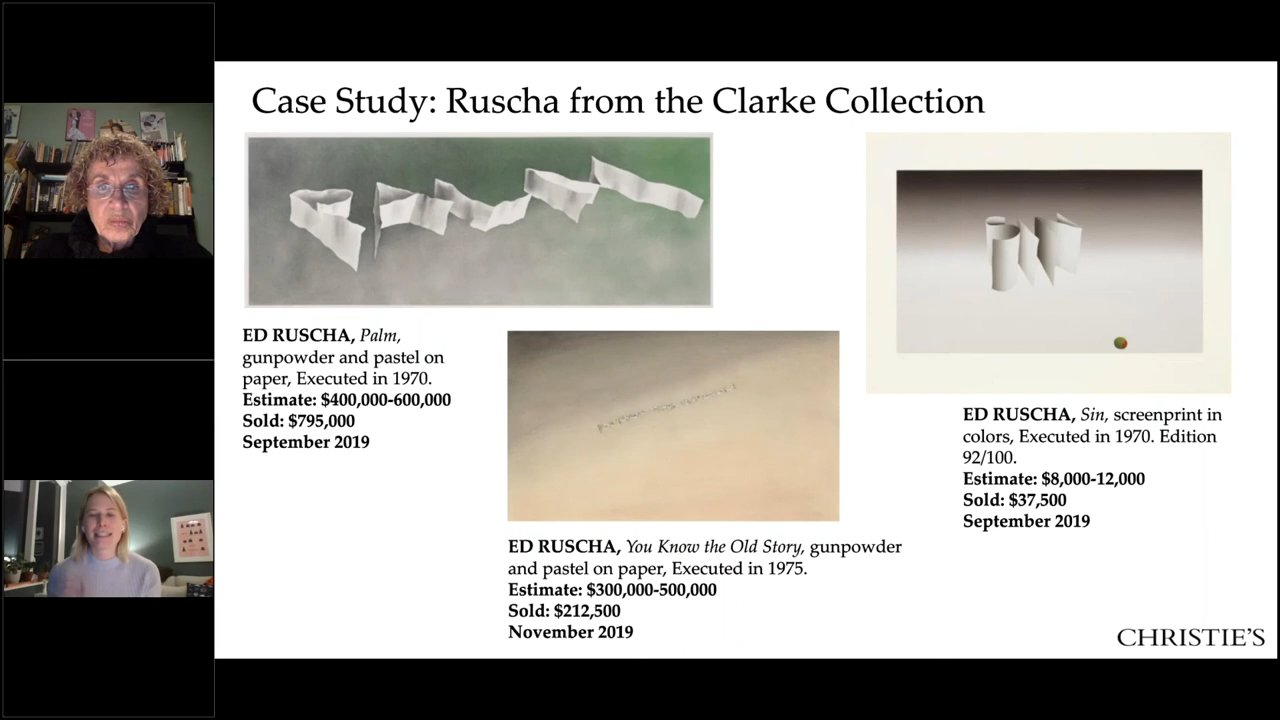 Case Study: Ruscha from the Clarke Collection
ED RUSCHA, Palm,
gunpowder and pastel on
paper, Executed in 1970.
Estimate: $400,000-600,000
Sold: $795,000
September 2019
ED RUSCHA, You Know the Old Story, gunpowder
and pastel on paper, Executed in 1975.
Estimate: $300,000-500,000
Sold: $212,500
November 2019
ED RUSCHA, Sin, screenprint in
colors, Executed in 1970. Edition
92/100.
Estimate: $8,000-12,000
Sold: $37,500
September 2019
CHRISTIE'S